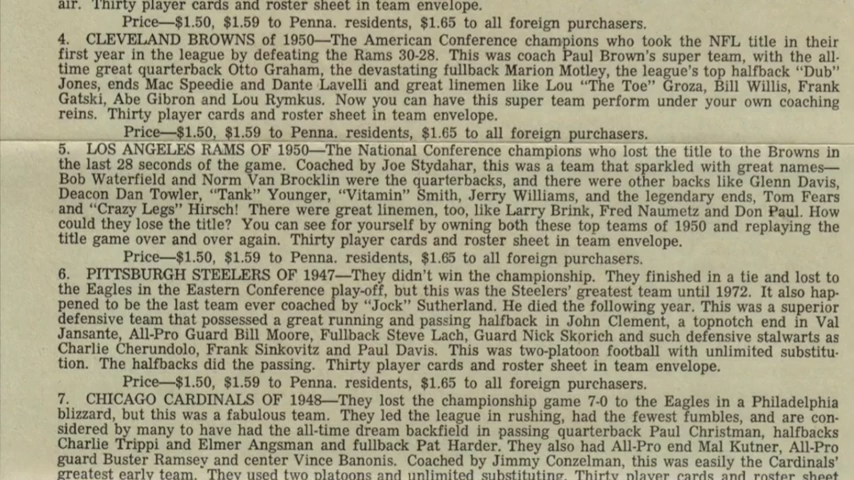 air. Thirty player cards and roster sheet in team envelope.
Price—$1.50, $1.59 to Penna. residents, $1.65 to all foreign purchasers.
4. CLEVELAND BROWNS of 1950—The American Conference champions who took the NFL title in their
first year in the league by defeating the Rams 30-28. This was coach Paul Brown's super team, with the all-
time great quarterback Otto Graham, the devastating fullback Marion Motley, the league's top halfback "Dub"
Jones, ends Mac Speedie and Dante Lavelli and great linemen like Lou "The Toe" Groza, Bill Willis, Frank
Gatski, Abe Gibron and Lou Rymkus. Now you can have this super team perform under your own coaching
reins. Thirty player cards and roster sheet in team envelope.
Price—$1.50, $1.59 to Penna. residents, $1.65 to all foreign purchasers.
5. LOS ANGELES RAMS OF 1950—The National Conference champions who lost the title to the Browns in
the last 28 seconds of the game. Coached by Joe Stydahar, this was a team that sparkled with great names—
Bob Waterfield and Norm Van Brocklin were the quarterbacks, and there were other backs like Glenn Davis,
Deacon Dan Towler, "Tank" Younger, "Vitamin" Smith, Jerry Williams, and the legendary ends, Tom Fears
and "Crazy Legs" Hirsch! There were great linemen, too, like Larry Brink, Fred Naumetz and Don Paul. How
could they lose the title? You can see for yourself by owning both these top teams of 1950 and replaying the
title game over and over again. Thirty player cards and roster sheet in team envelope.
Price—$1.50, $1.59 to Penna. residents, $1.65 to all foreign purchasers.
6. PITTSBURGH STEELERS OF 1947—They didn't win the championship. They finished in a tie and lost to
the Eagles in the Eastern Conference play-off, but this was the Steelers' greatest team until 1972. It also hap-
pened to be the last team ever coached by "Jock" Sutherland. He died the following year. This was a superior
defensive team that possessed a great running and passing halfback in John Clement, a topnotch end in Val
Jansante, All-Pro Guard Bill Moore, Fullback Steve Lach, Guard Nick Skorich and such defensive stalwarts as
Charlie Cherundolo, Frank Sinkovitz and Paul Davis. This was two-platoon football with unlimited substitu-
tion. The halfbacks did the passing. Thirty player cards and roster sheet in team envelope.
Price—$1.50, $1.59 to Penna. residents, $1.65 to all foreign purchasers.
7. CHICAGO CARDINALS OF 1948—They lost the championship game 7-0 to the Eagles in a Philadelphia
blizzard, but this was a fabulous team. They led the league in rushing, had the fewest fumbles, and are con-
sidered by many to have had the all-time dream backfield in passing quarterback Paul Christman, halfbacks
Charlie Trippi and Elmer Angsman and fullback Pat Harder. They also had All-Pro end Mal Kutner, All-Pro
guard Buster Ramsey and center Vince Banonis. Coached by Jimmy Conzelman, this was easily the Cardinals'
greatest early team. They used two platoons and unlimited substituting. Thirty player cards and roster sheet